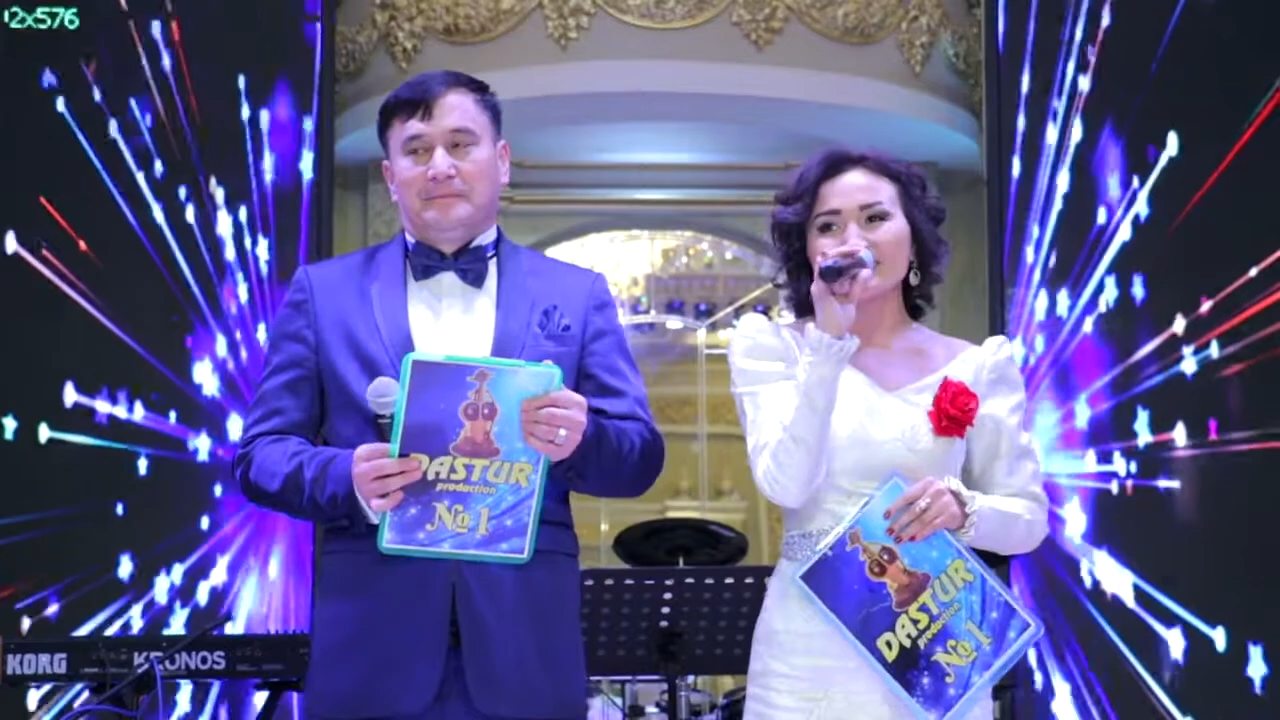 2x576
DASTUR
production
№1
KORG
KRONOS
DASTUR
production
№1